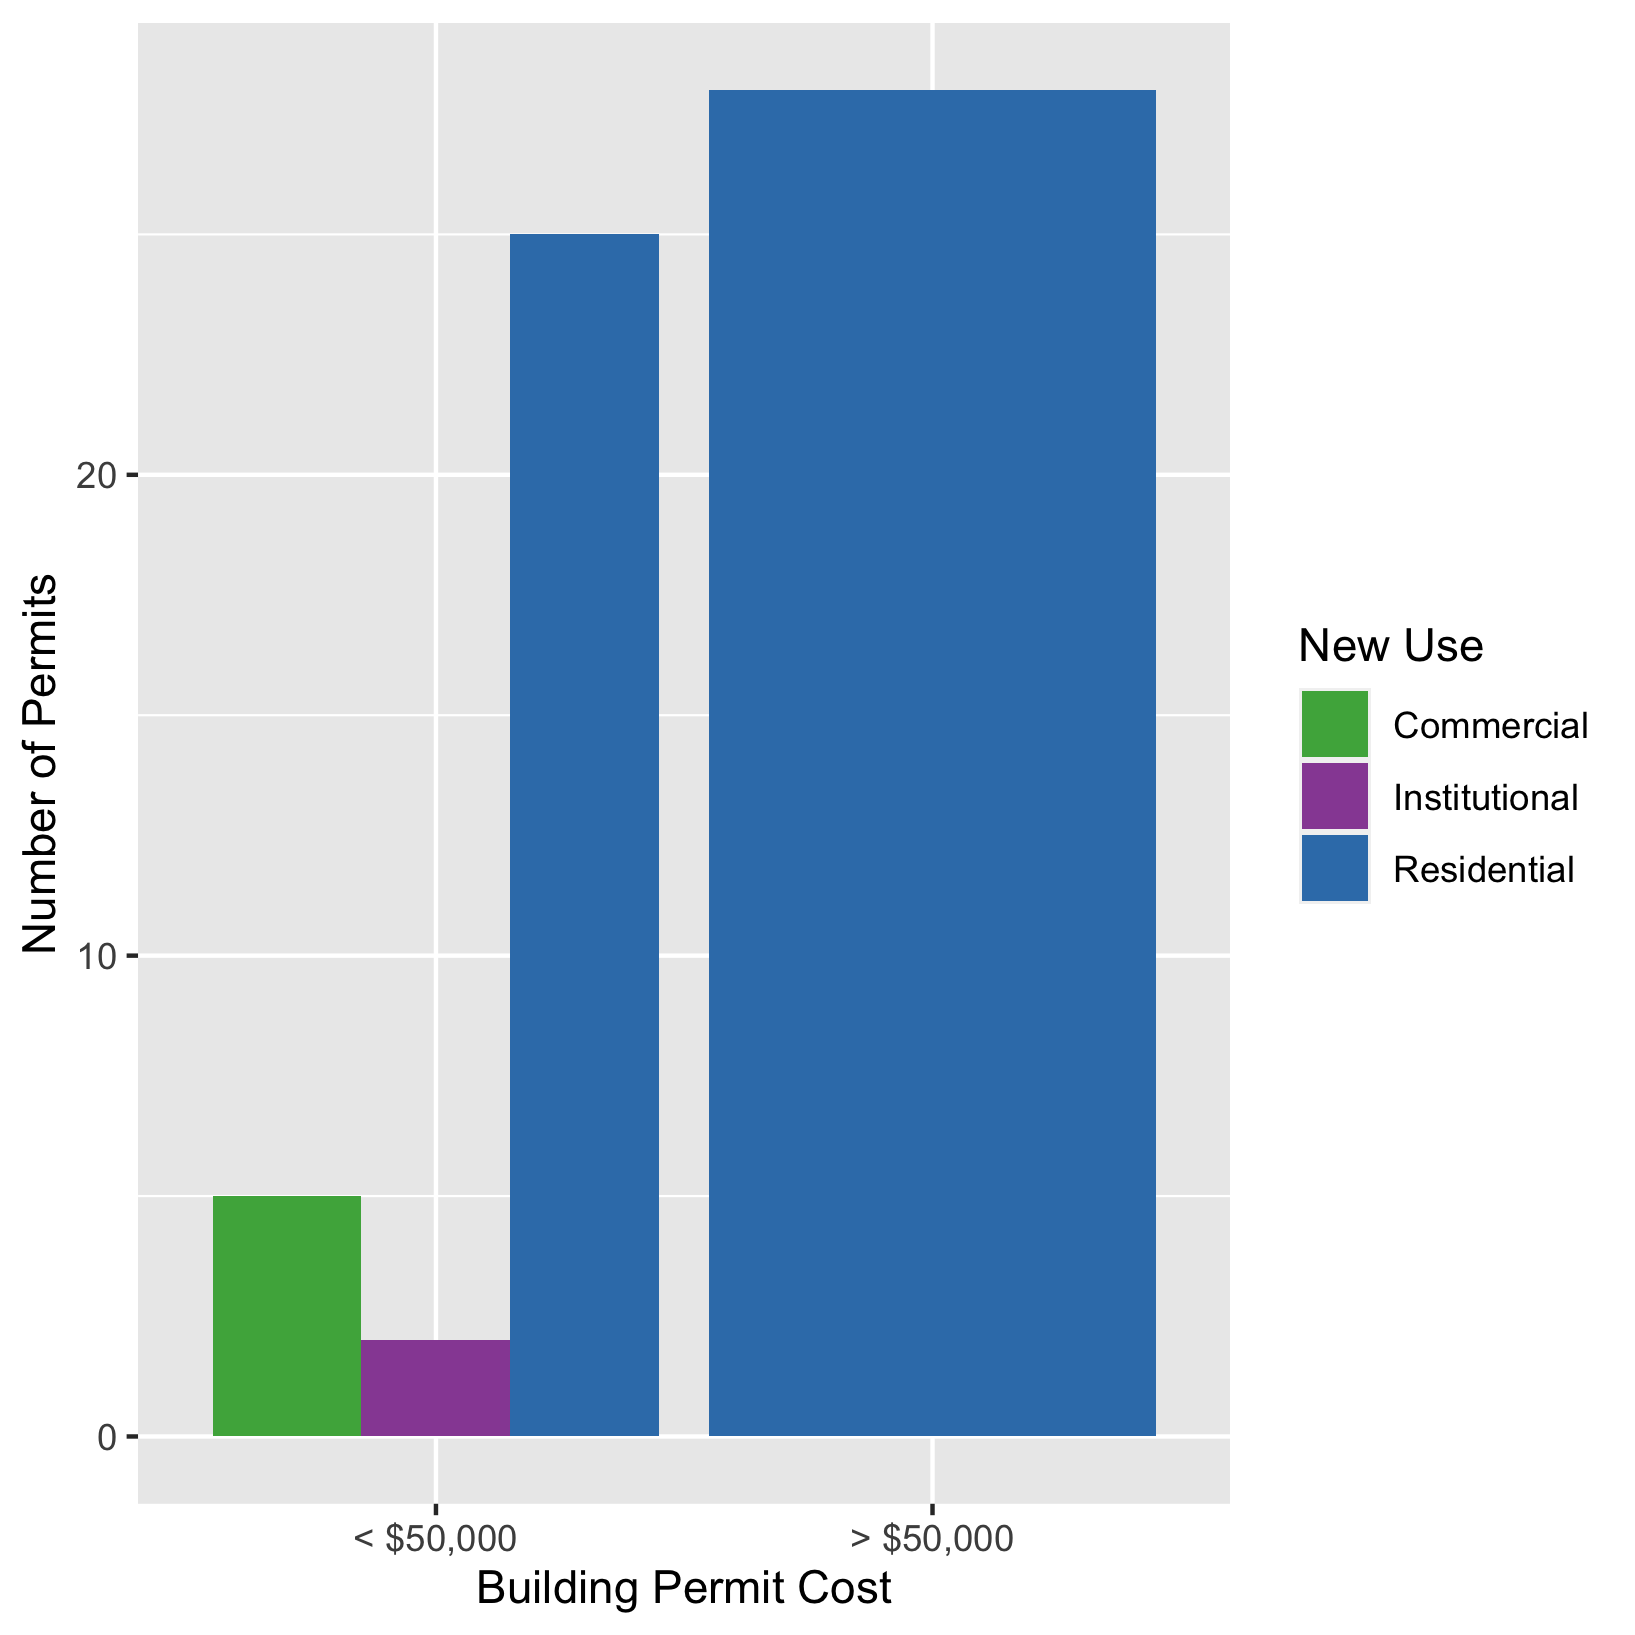 Number of Permits
20
10
0
< $50,000
> $50,000
Building Permit Cost
New Use
Commercial
Institutional
Residential